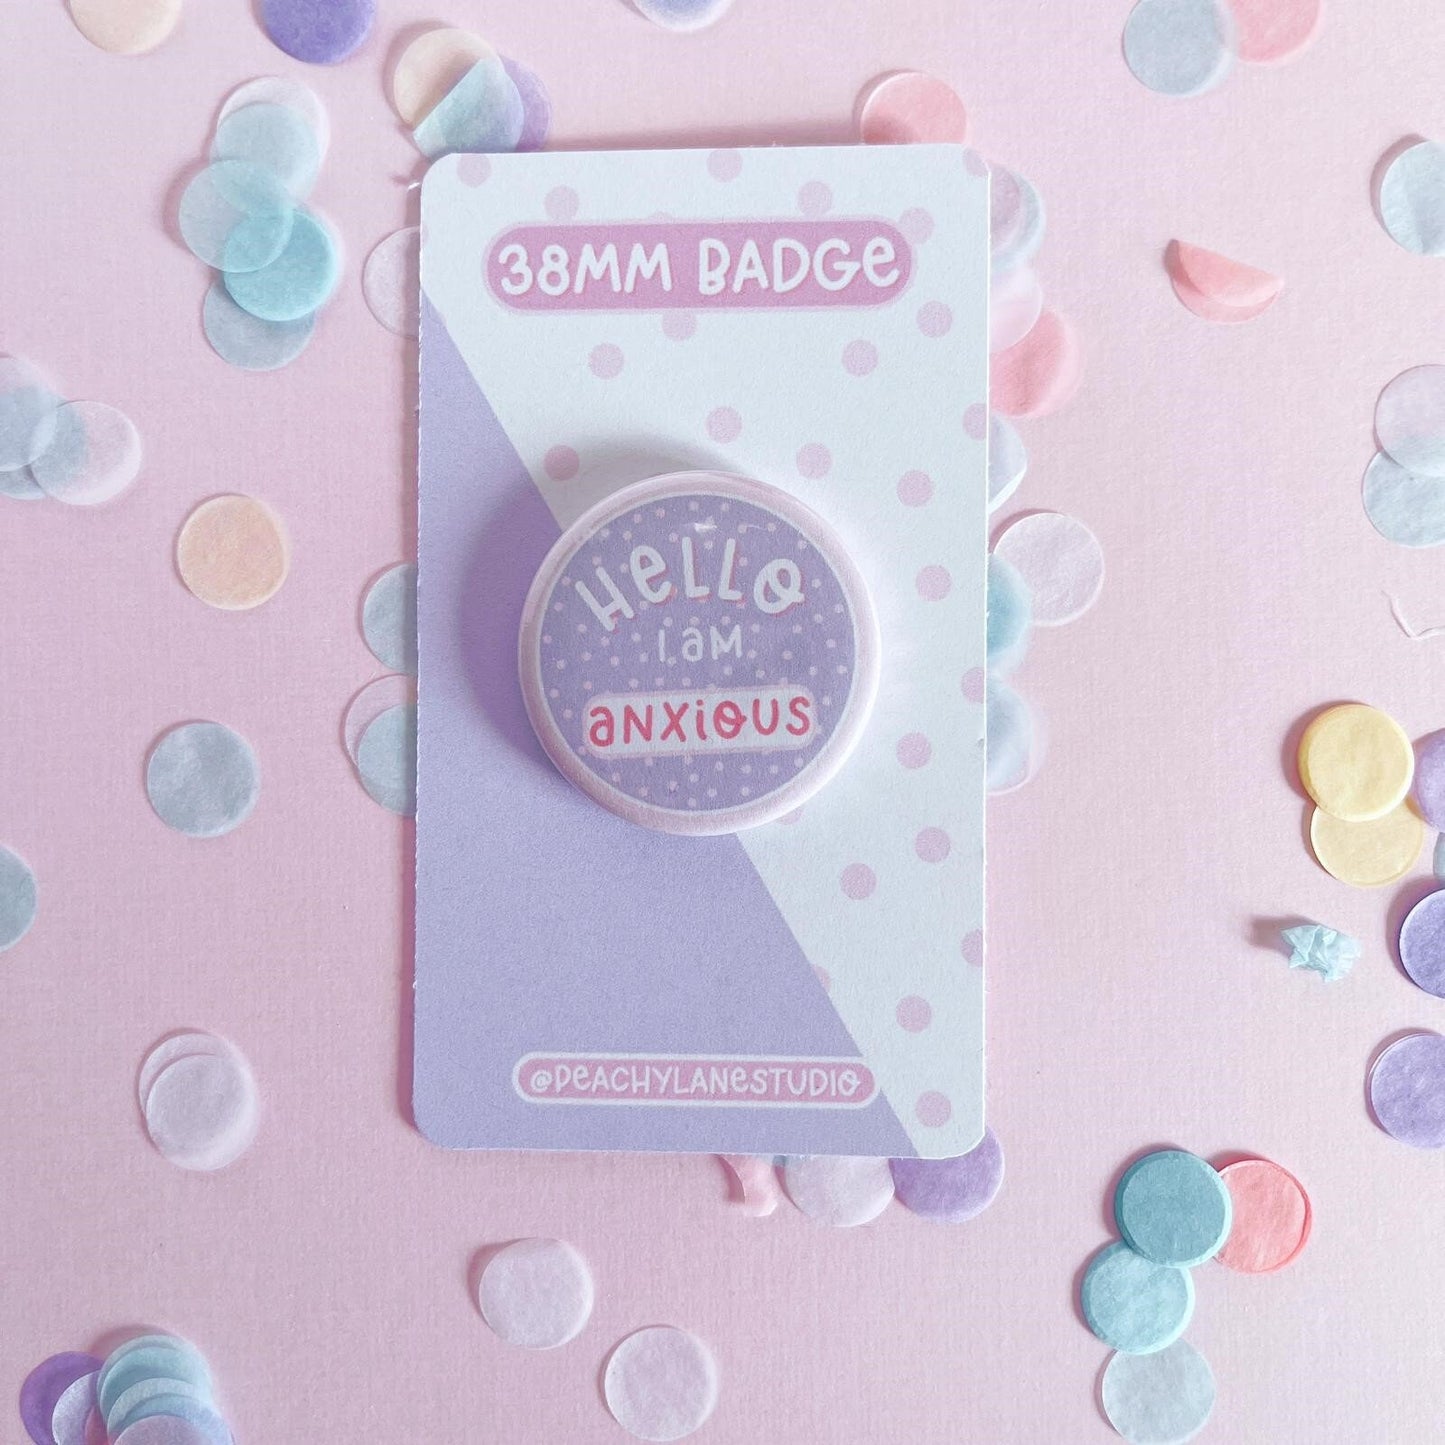 38MM BADGe
HeLLO
I aM
aNXiOUS
@PEACHYLANESTUDIO